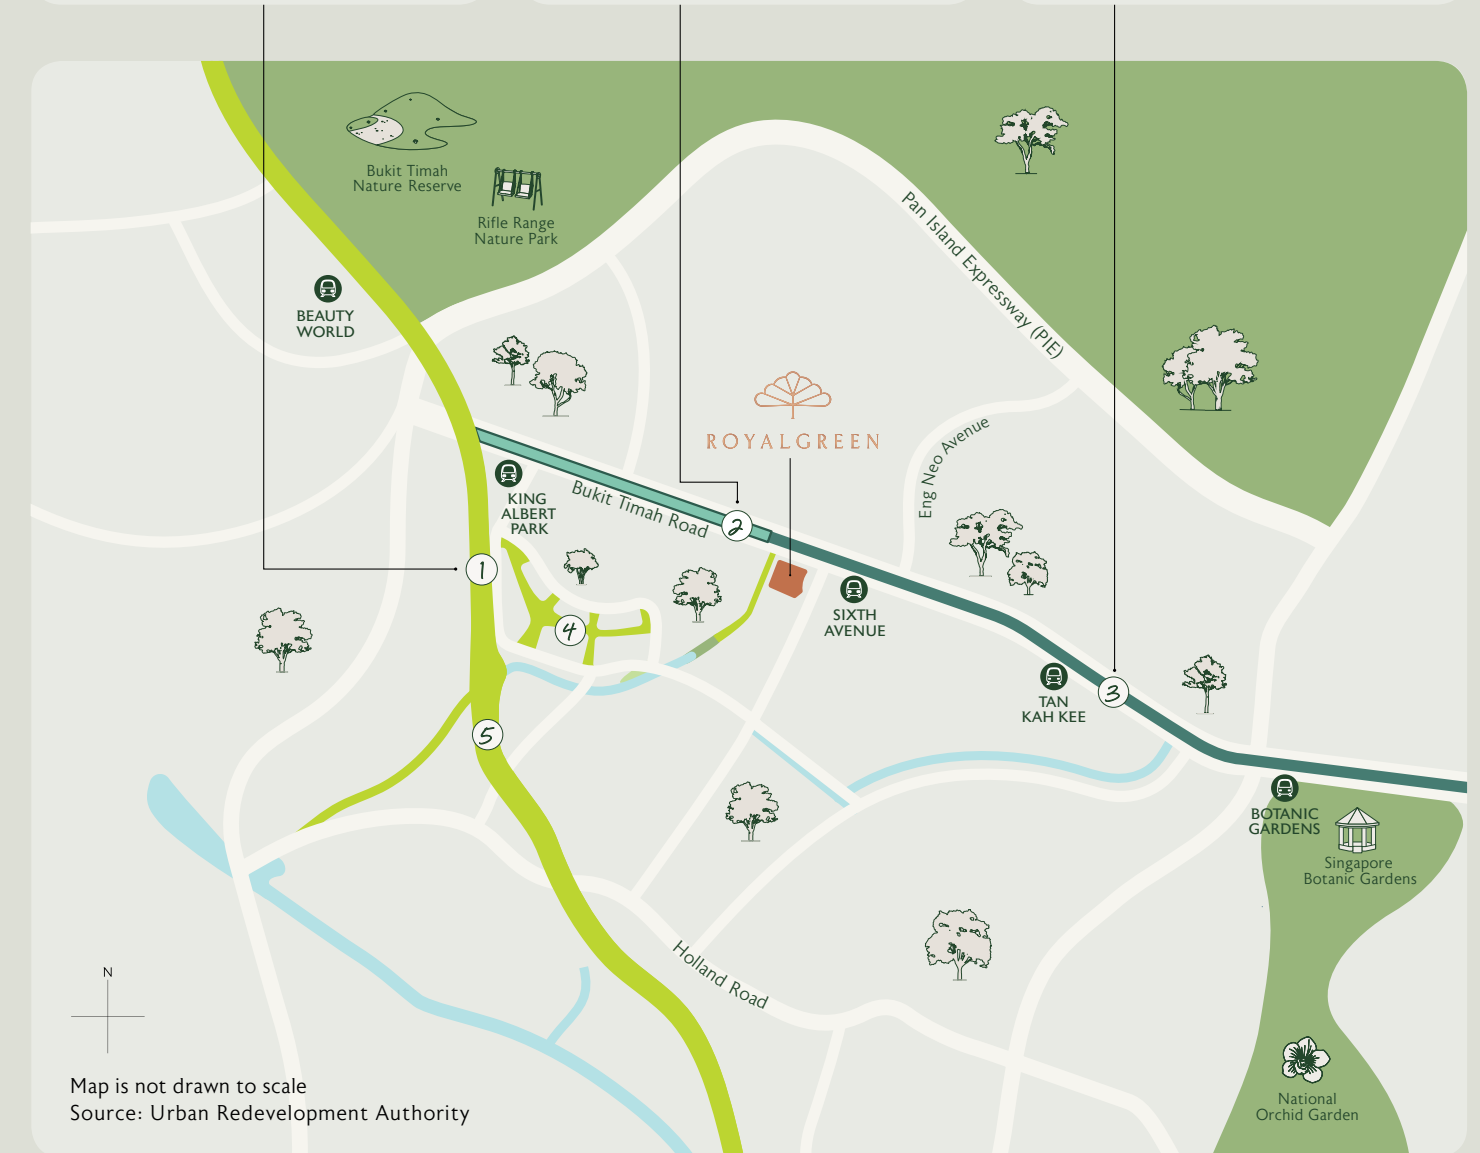 Bukit Timah
Nature Reserve
Rifle Range
Nature Park
Pan Island Expressway (PIE)
BEAUTY
WORLD
ROYALGREEN
Eng Neo Avenue
KING
ALBERT
PARK
Bukit Timah Road
2
1
SIXTH
AVENUE
4
TAN
KAH KEE
3
5
BOTANIC
GARDENS
Singapore
Botanic Gardens
Holland Road
N
National
Orchid Garden
Map is not drawn to scale
Source: Urban Redevelopment Authority